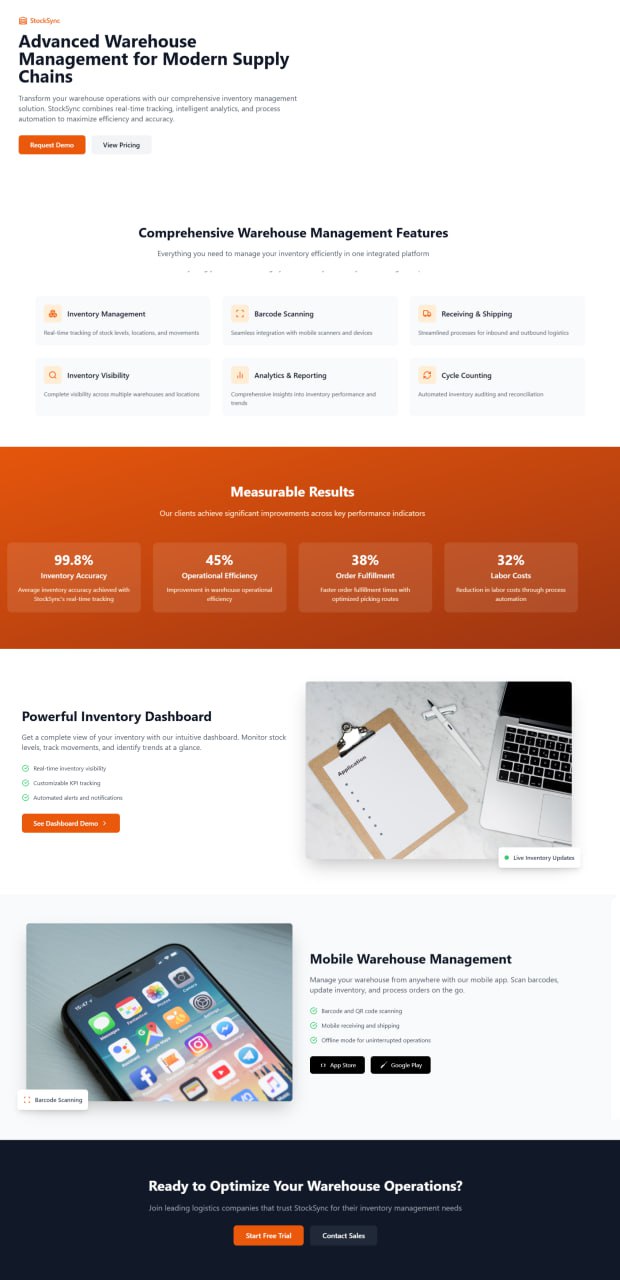 StockSync
Advanced Warehouse
Management for Modern Supply
Chains
Transform your warehouse operations with our comprehensive inventory management
solution. StockSync combines real-time tracking, intelligent analytics, and process
automation to maximize efficiency and accuracy.
Request Demo
View Pricing
Comprehensive Warehouse Management Features
Everything you need to manage your inventory efficiently in one integrated platform
Inventory Management
Real-time tracking of stock levels, locations, and movements
Barcode Scanning
Seamless integration with mobile scanners and devices
Receiving & Shipping
Streamlined processes for inbound and outbound logistics
Inventory Visibility
Complete visibility across multiple warehouses and locations
Analytics & Reporting
Comprehensive insights into inventory performance and
trends
Cycle Counting
Automated inventory auditing and reconciliation
Measurable Results
Our clients achieve significant improvements across key performance indicators
99.8%
Inventory Accuracy
Average inventory accuracy achieved with
StockSync's real-time tracking
45%
Operational Efficiency
Improvement in warehouse operational
efficiency
38%
Order Fulfillment
Faster order fulfillment times with
optimized picking routes
32%
Labor Costs
Reduction in labor costs through process
automation
Powerful Inventory Dashboard
Get a complete view of your inventory with our intuitive dashboard. Monitor stock
levels, track movements, and identify trends at a glance.
Real-time inventory visibility
Customizable KPI tracking
Automated alerts and notifications
See Dashboard Demo
Application
Live Inventory Updates
15:47
Messages
FantMail
Photos
Camera
Assistant
Google Maps
Settings
Facebook
YouTube
Barcode Scanning
Mobile Warehouse Management
Manage your warehouse from anywhere with our mobile app. Scan barcodes,
update inventory, and process orders on the go.
Barcode and QR code scanning
Mobile receiving and shipping
Offline mode for uninterrupted operations
App Store
Google Play
Ready to Optimize Your Warehouse Operations?
Join leading logistics companies that trust StockSync for their inventory management needs
Start Free Trial
Contact Sales